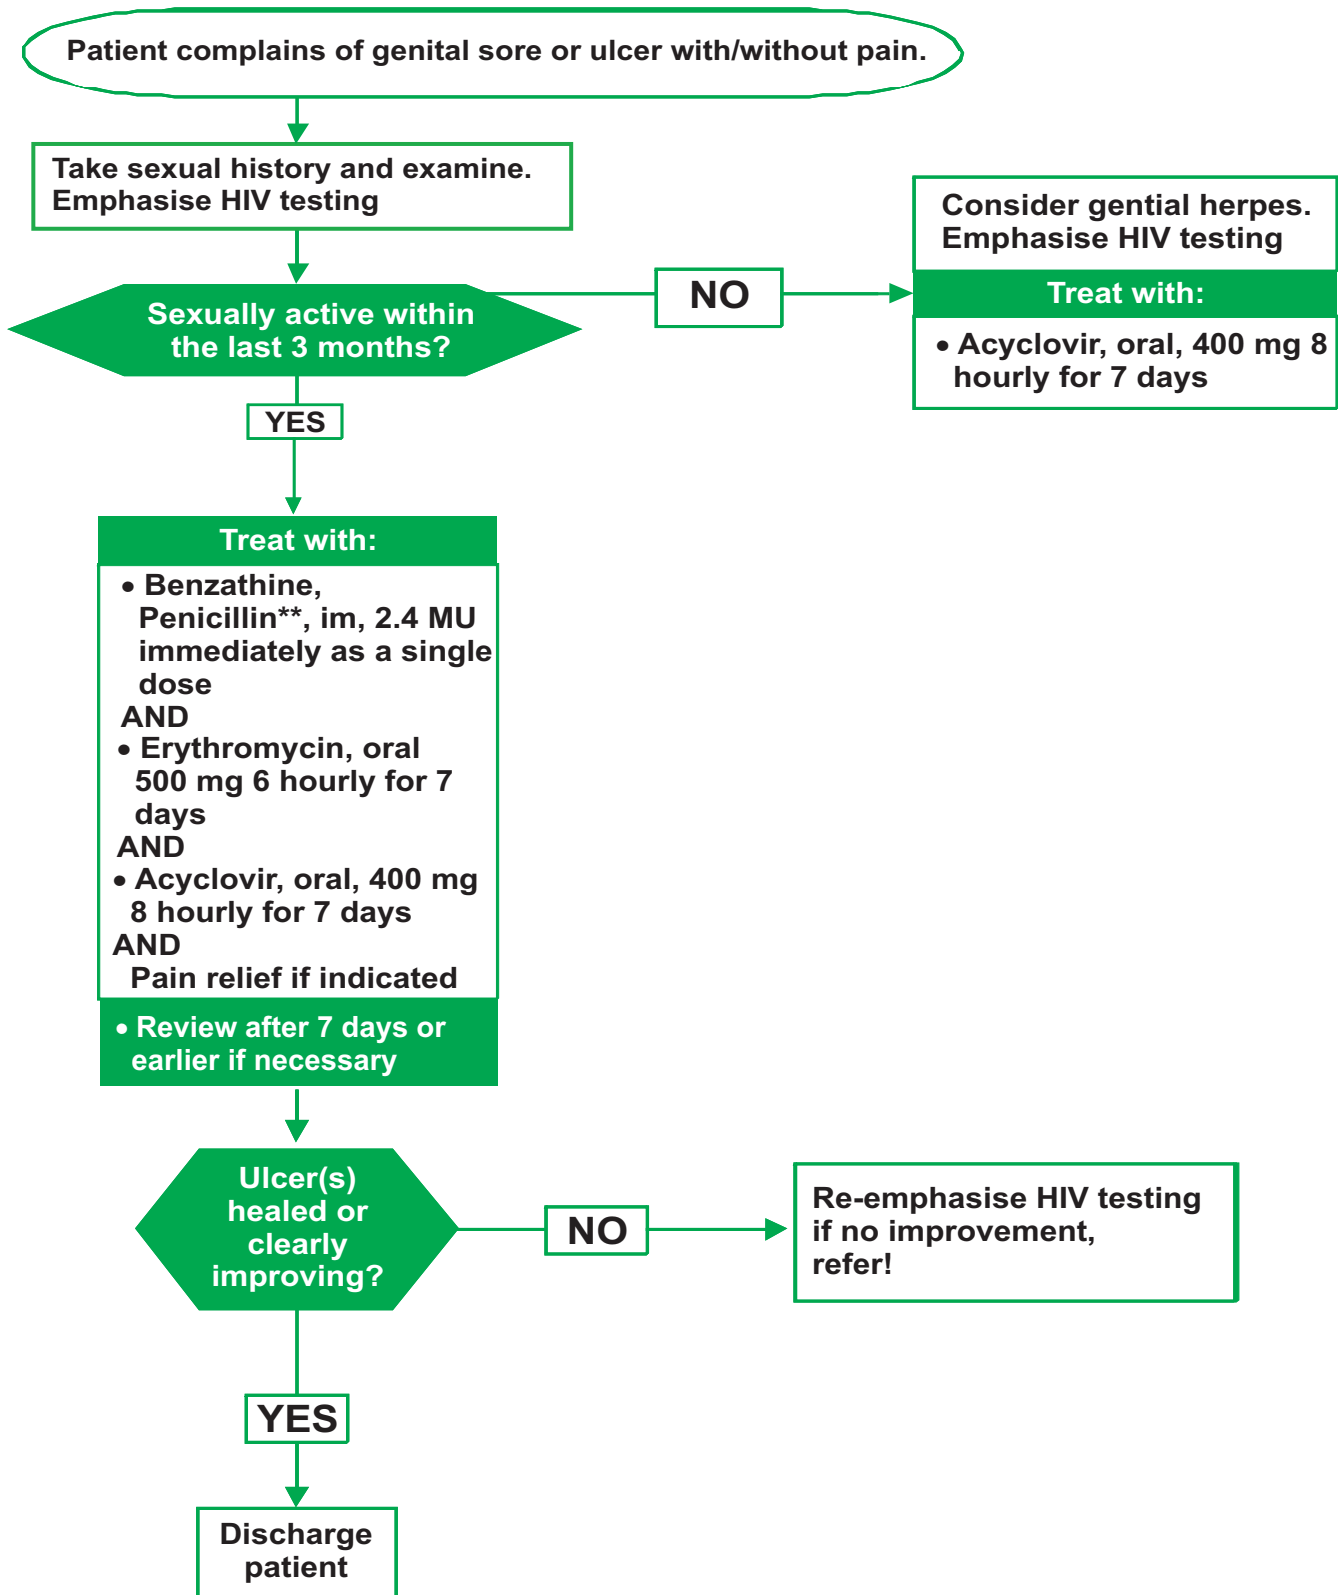 Patient complains of genital sore or ulcer with/without pain.
Take sexual history and examine.
Emphasise HIV testing
Sexually active within
the last 3 months?
NO
Consider gential herpes.
Emphasise HIV testing
Treat with:
• Acyclovir, oral, 400 mg 8
hourly for 7 days
YES
Treat with:
• Benzathine,
Penicillin**, im, 2.4 MU
immediately as a single
dose
AND
• Erythromycin, oral
500 mg 6 hourly for 7
days
AND
• Acyclovir, oral, 400 mg
8 hourly for 7 days
AND
Pain relief if indicated
• Review after 7 days or
earlier if necessary
Ulcer(s)
healed or
clearly
improving?
NO
Re-emphasise HIV testing
if no improvement,
refer!
YES
Discharge
patient